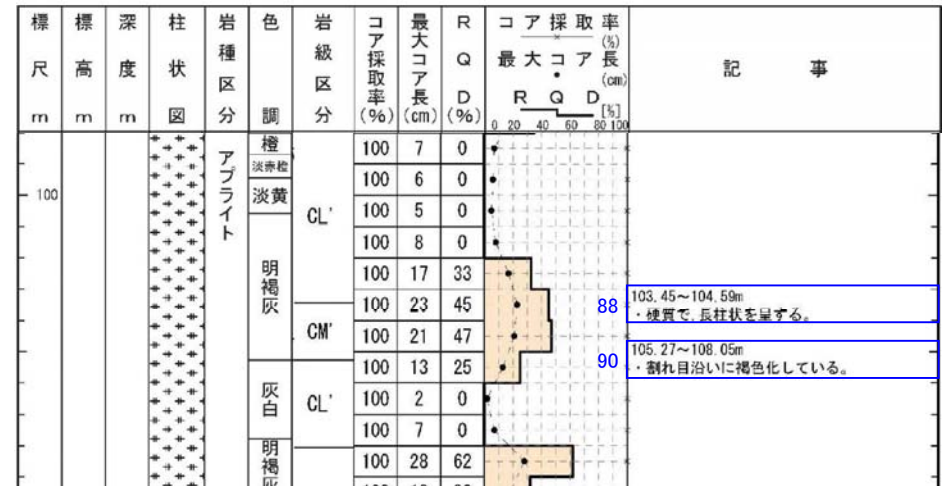 標尺 m
標高 m
深度 m
柱状図
岩種区分
色調
岩級区分
コア採取率(%)
最大コア長(cm)
RQD(%)
コア採取率(%)
最大コア長(cm)
RQD[%]
0 20 40 60 80 100
記事
100
アプライト
橙
淡赤橙
淡黄
明褐灰
灰白
明褐灰
CL'
CM'
CL'
100 7 0
100 6 0
100 5 0
100 8 0
100 17 33
100 23 45
100 21 47
100 13 25
100 2 0
100 7 0
100 28 62
88
103.45~104.59m
・硬質で、長柱状を呈する。
90
105.27~108.05m
・割れ目沿いに褐色化している。